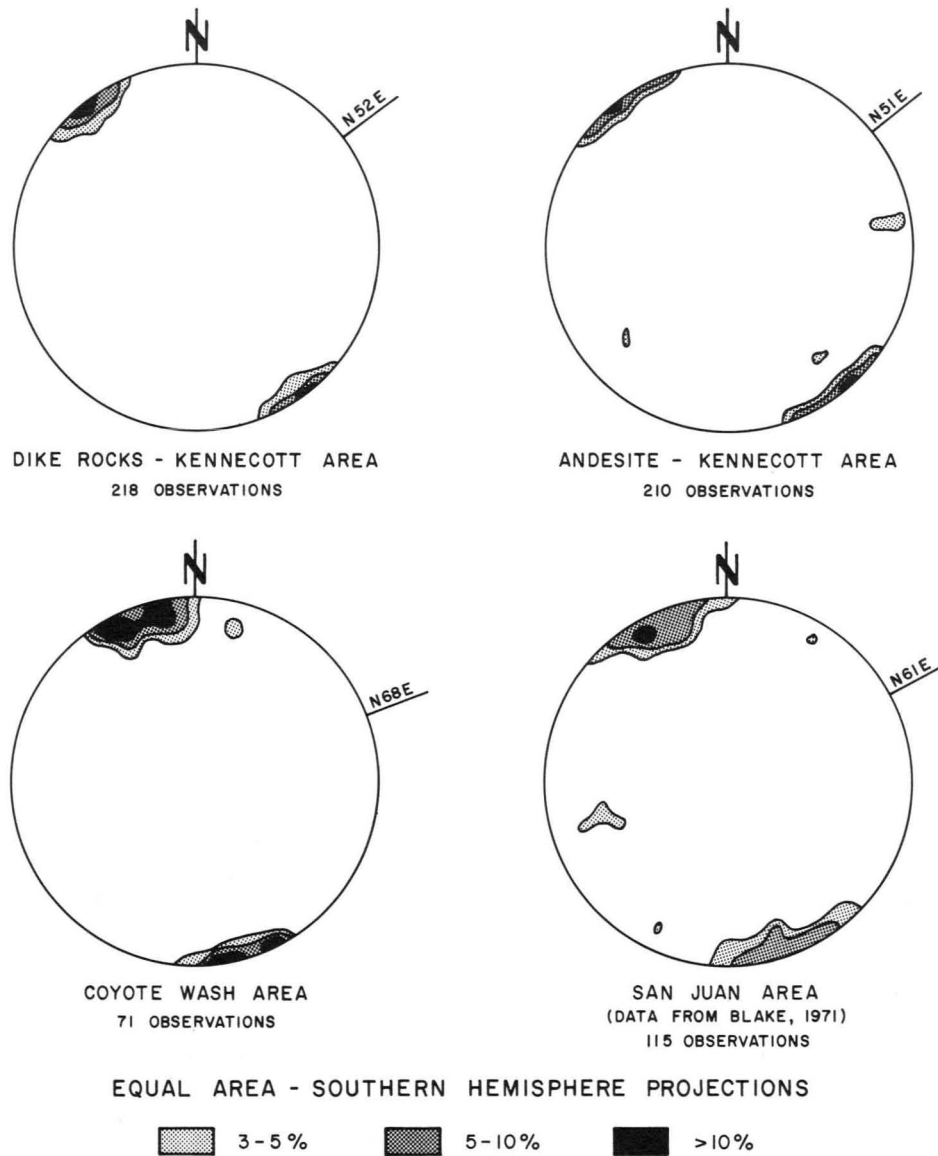 N
N
N52E
N51E
DIKE ROCKS - KENNECOTT AREA
218 OBSERVATIONS
ANDESITE - KENNECOTT AREA
210 OBSERVATIONS
N
N
N68E
N61E
COYOTE WASH AREA
71 OBSERVATIONS
SAN JUAN AREA
(DATA FROM BLAKE, 1971)
115 OBSERVATIONS
EQUAL AREA - SOUTHERN HEMISPHERE PROJECTIONS
3-5%
5-10%
>10%